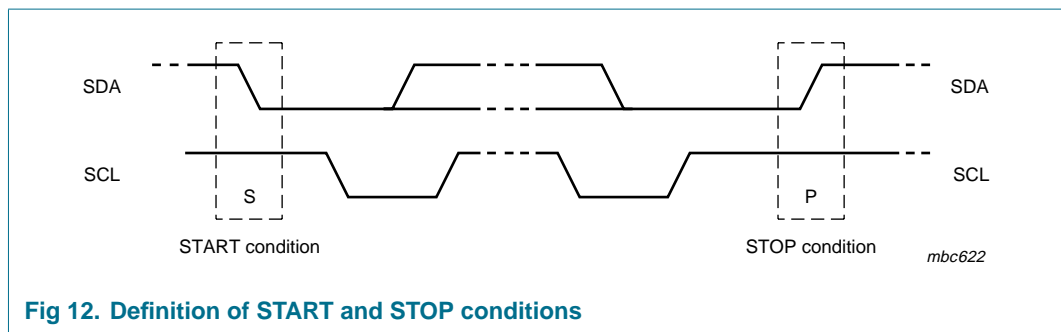 SDA
SDA
SCL
SCL
S
P
START condition
STOP condition
mbc622
Fig 12. Definition of START and STOP conditions